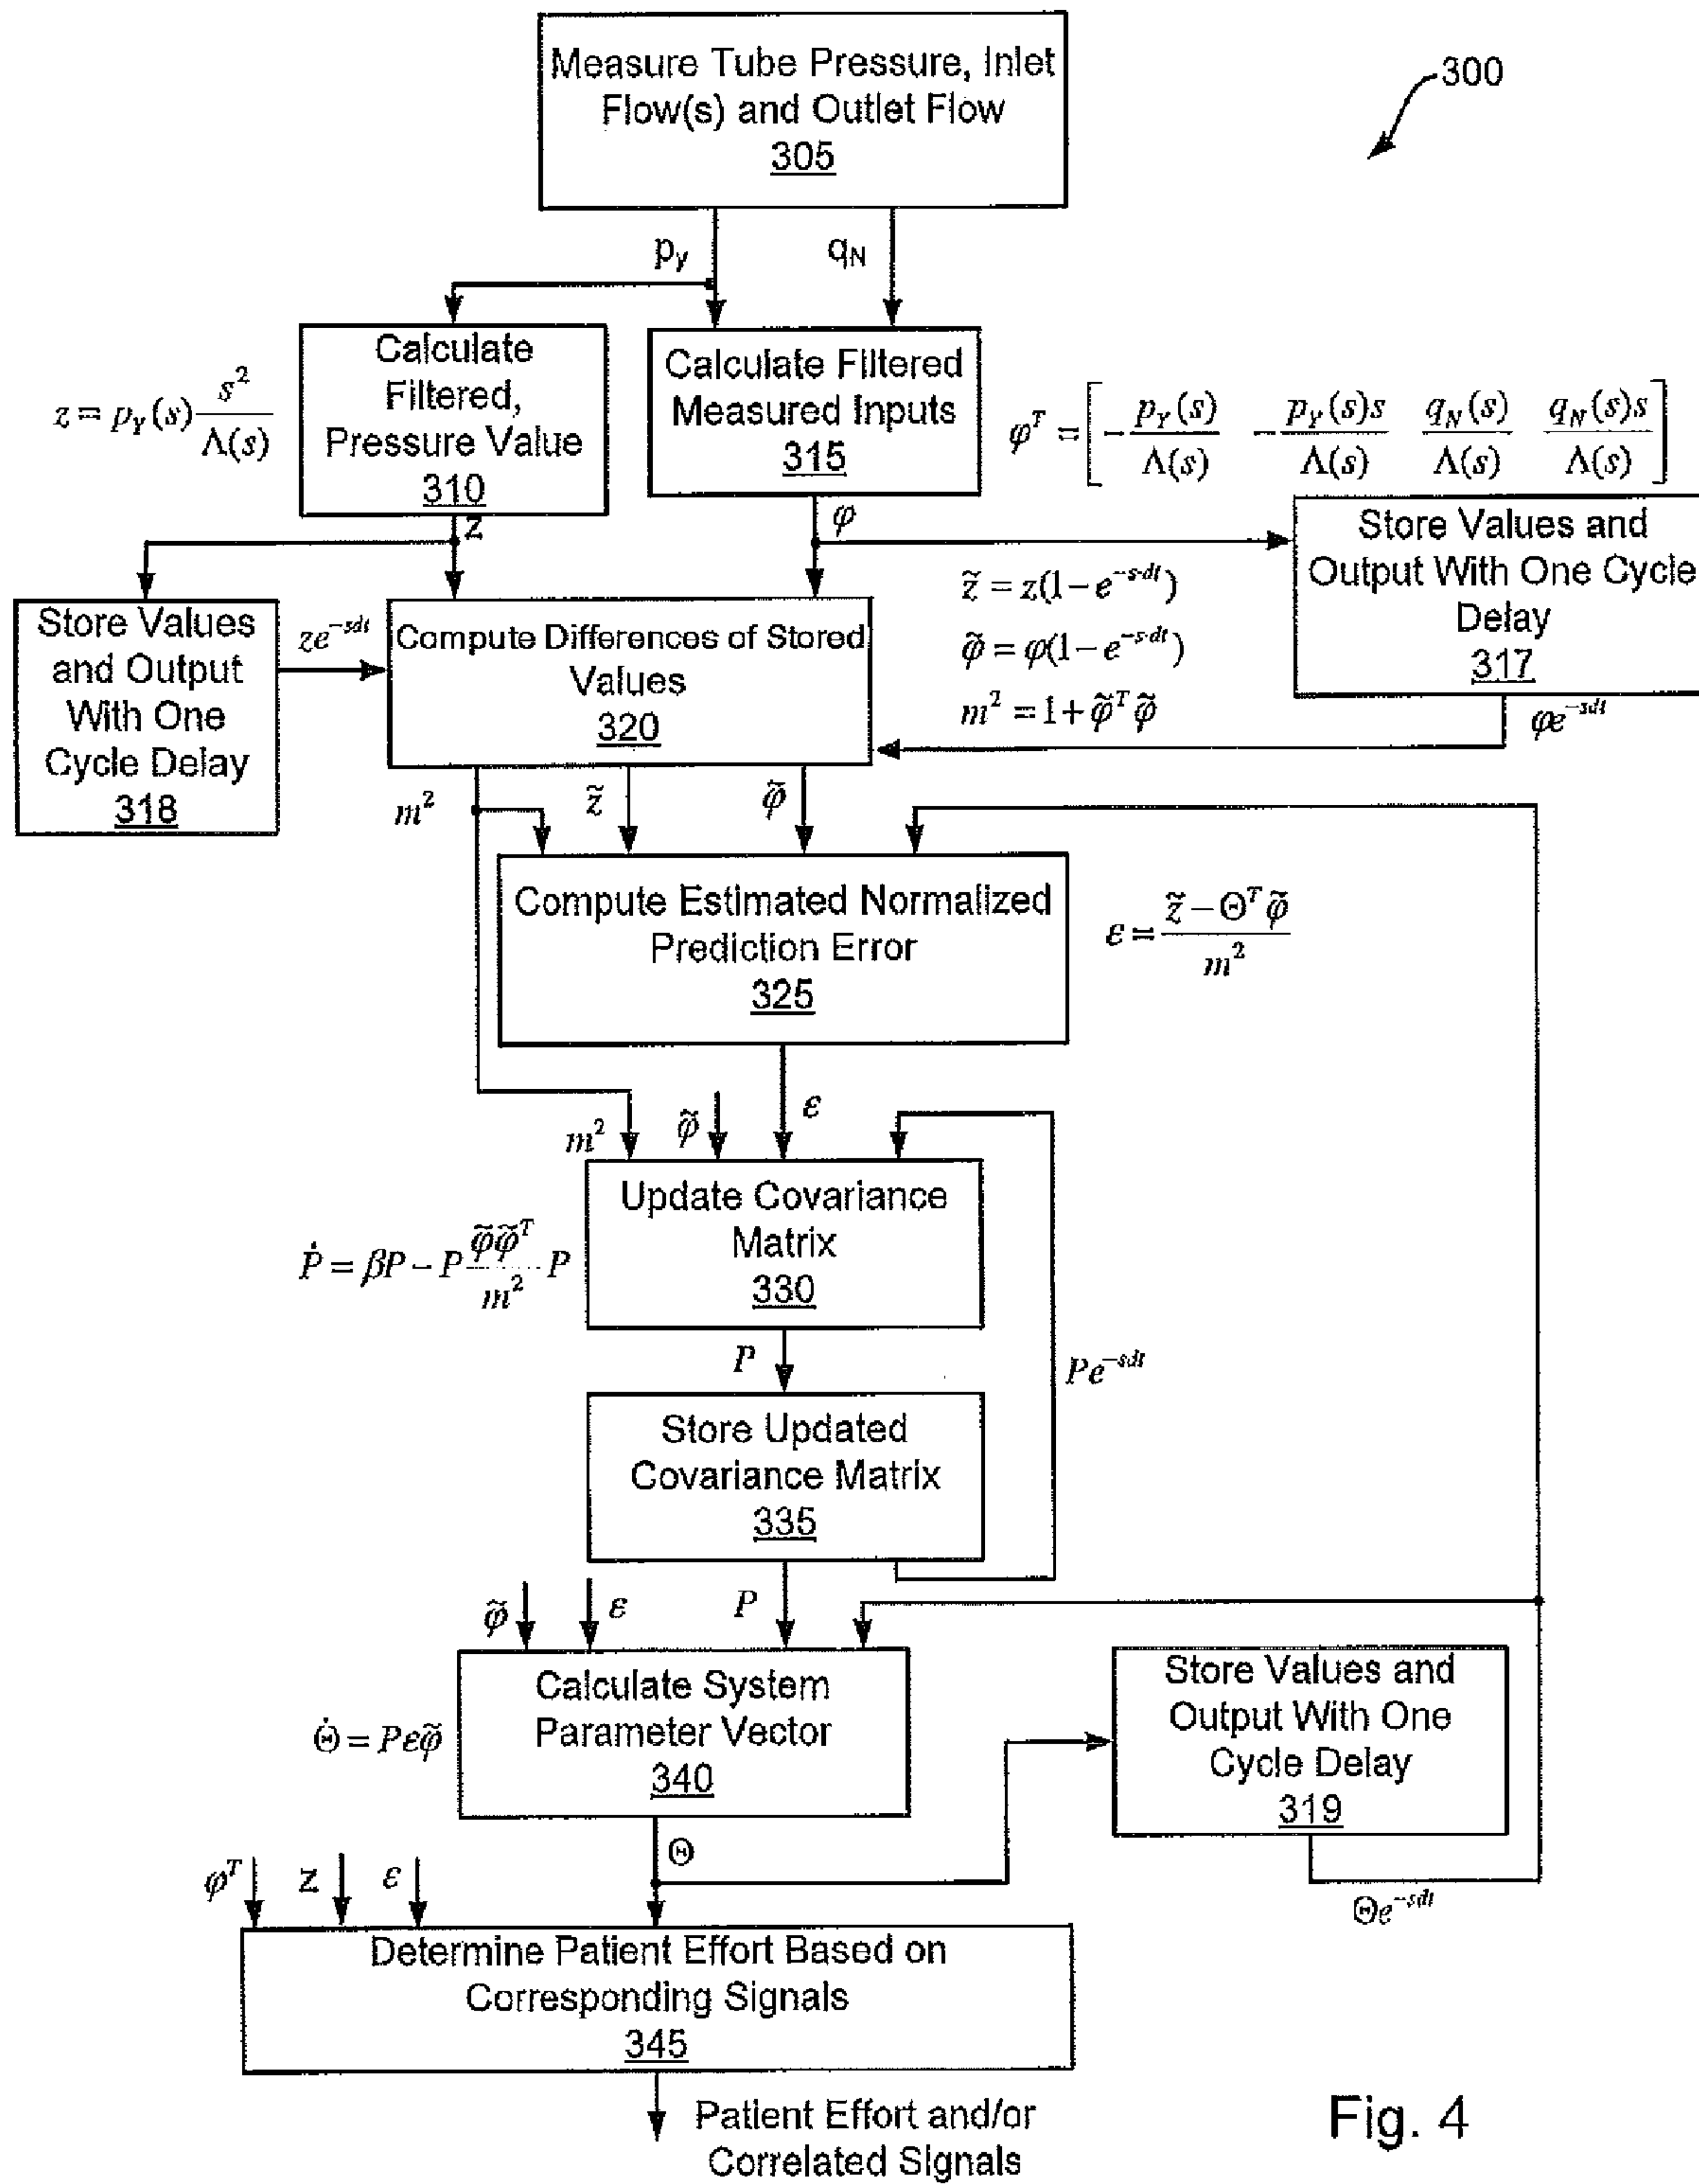 Measure Tube Pressure, Inlet
Flow(s) and Outlet Flow
305
300
p_y
q_N
Calculate
Filtered,
Pressure Value
310
z = p_Y(s) s^2 / Λ(s)
Calculate Filtered
Measured Inputs
315
φ^T = [ -p_Y(s)/Λ(s) -p_Y(s)s/Λ(s) q_N(s)/Λ(s) q_N(s)s/Λ(s) ]
z
φ
Store Values and
Output With One Cycle
Delay
317
φe^{-sdt}
Store Values
and Output
With One
Cycle Delay
318
ze^{-sdt}
Compute Differences of Stored
Values
320
z̃ = z(1-e^{-s·dt})
φ̃ = φ(1-e^{-s·dt})
m^2 = 1+φ̃^T φ̃
m^2
z̃
φ̃
Compute Estimated Normalized
Prediction Error
325
ε = (z̃ - Θ^T φ̃) / m^2
m^2
φ̃
ε
Update Covariance
Matrix
330
Ṗ = βP - P (φ̃φ̃^T / m^2) P
P
Pe^{-sdt}
Store Updated
Covariance Matrix
335
φ̃
ε
P
Calculate System
Parameter Vector
340
Θ̇ = Pεφ̃
Store Values and
Output With One
Cycle Delay
319
Θe^{-sdt}
Θ
φ^T
z
ε
Determine Patient Effort Based on
Corresponding Signals
345
Patient Effort and/or
Correlated Signals
Fig. 4